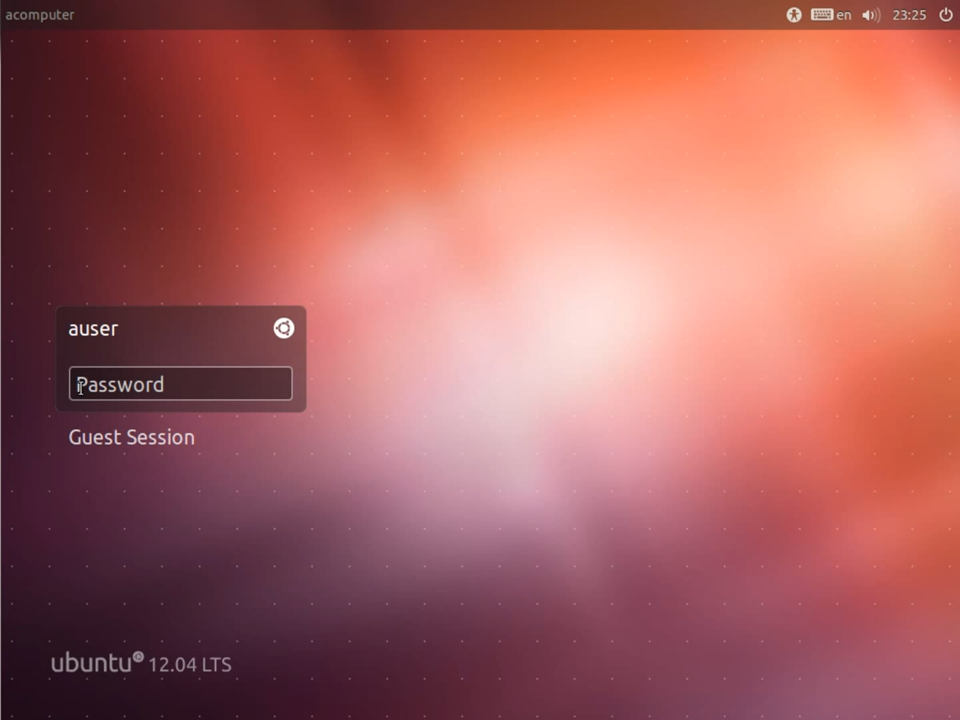 acomputer
en
23:25
auser
Password
Guest Session
ubuntu 12.04 LTS